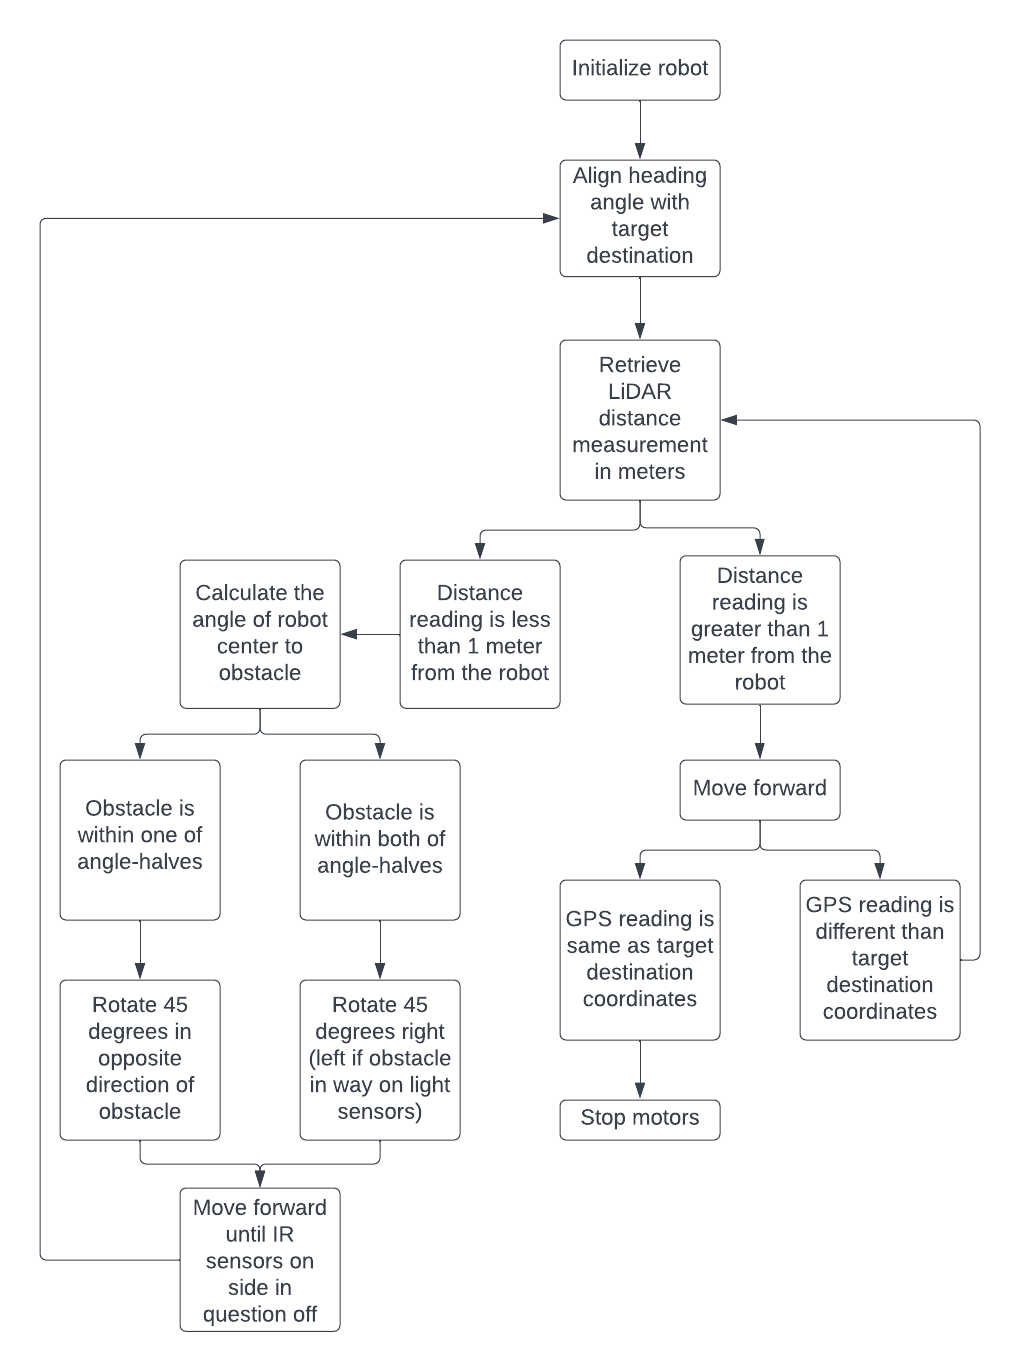 Initialize robot
Align heading
angle with
target
destination
Retrieve
LiDAR
distance
measurement
in meters
Calculate the
angle of robot
center to
obstacle
Distance
reading is less
than 1 meter
from the robot
Distance
reading is
greater than 1
meter from the
robot
Obstacle is
within one of
angle-halves
Obstacle is
within both of
angle-halves
Move forward
GPS reading is
same as target
destination
coordinates
GPS reading is
different than
target
destination
coordinates
Rotate 45
degrees in
opposite
direction of
obstacle
Rotate 45
degrees right
(left if obstacle
in way on light
sensors)
Stop motors
Move forward
until IR
sensors on
side in
question off